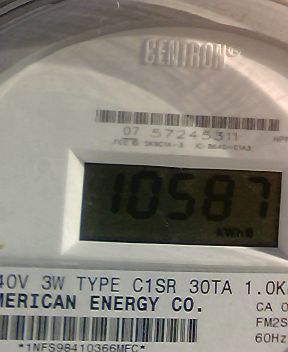 CENTRON®
07 57245311
10587
kWh
40V 3W TYPE C1SR 30TA 1.0K
MERICAN ENERGY CO.
CA 0
FM2S
60Hz
*1NFS98410366MEC*